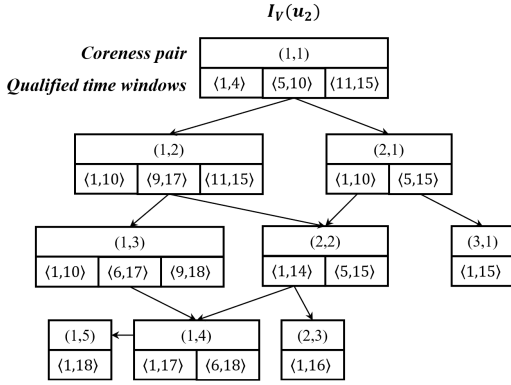 I_V(u_2)
Coreness pair (1,1)
Qualified time windows ⟨1,4⟩ ⟨5,10⟩ ⟨11,15⟩
(1,2) (2,1)
⟨1,10⟩ ⟨9,17⟩ ⟨11,15⟩ ⟨1,10⟩ ⟨5,15⟩
(1,3) (2,2) (3,1)
⟨1,10⟩ ⟨6,17⟩ ⟨9,18⟩ ⟨1,14⟩ ⟨5,15⟩ ⟨1,15⟩
(1,5) (1,4) (2,3)
⟨1,18⟩ ⟨1,17⟩ ⟨6,18⟩ ⟨1,16⟩